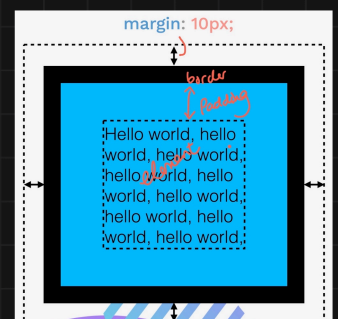 margin: 10px;
border
Padding
Hello world, hello
world, hello world,
hello world, hello
world, hello world,
hello world, hello
world, hello world,
element